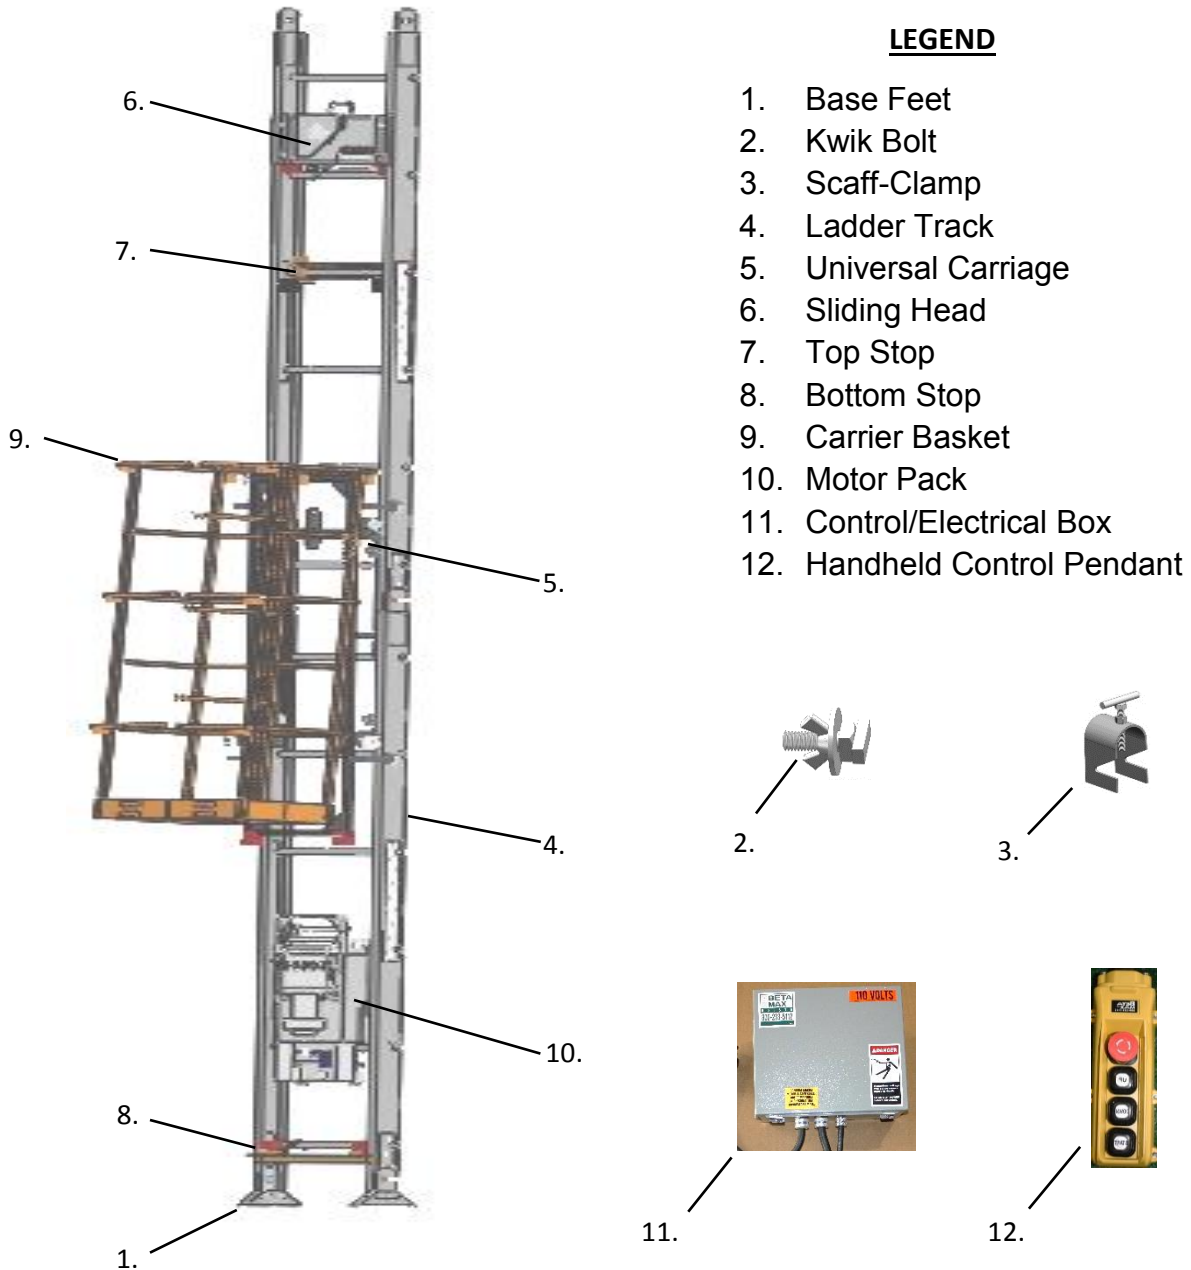 LEGEND
1. Base Feet
2. Kwik Bolt
3. Scaff-Clamp
4. Ladder Track
5. Universal Carriage
6. Sliding Head
7. Top Stop
8. Bottom Stop
9. Carrier Basket
10. Motor Pack
11. Control/Electrical Box
12. Handheld Control Pendant
6.
7.
9.
5.
4.
2.
3.
10.
8.
1.
BETA
MAX
110 VOLTS
DANGER
11.
12.